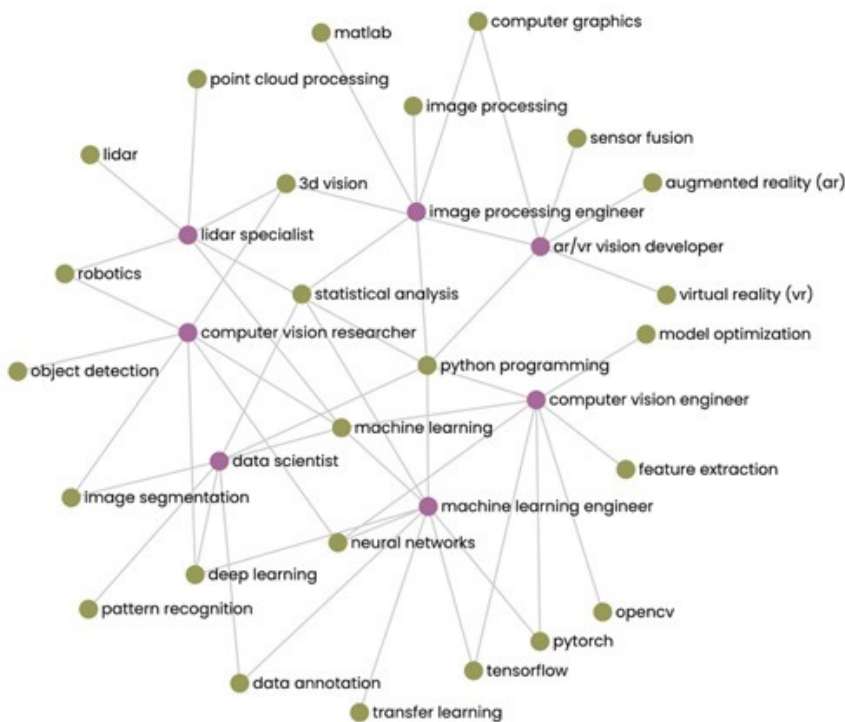 matlab
computer graphics
point cloud processing
image processing
sensor fusion
lidar
3d vision
augmented reality (ar)
image processing engineer
lidar specialist
ar/vr vision developer
robotics
statistical analysis
virtual reality (vr)
computer vision researcher
model optimization
object detection
python programming
computer vision engineer
machine learning
data scientist
feature extraction
image segmentation
machine learning engineer
neural networks
deep learning
pattern recognition
opencv
pytorch
tensorflow
data annotation
transfer learning